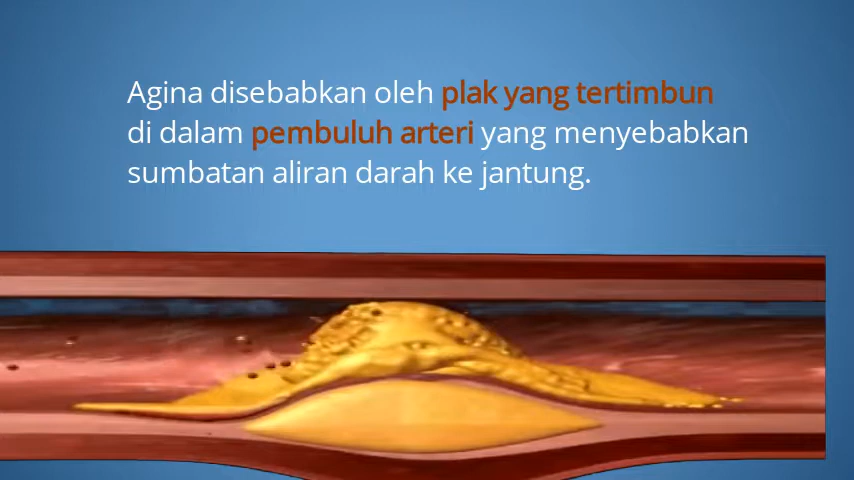 Agina disebabkan oleh plak yang tertimbun
di dalam pembuluh arteri yang menyebabkan
sumbatan aliran darah ke jantung.